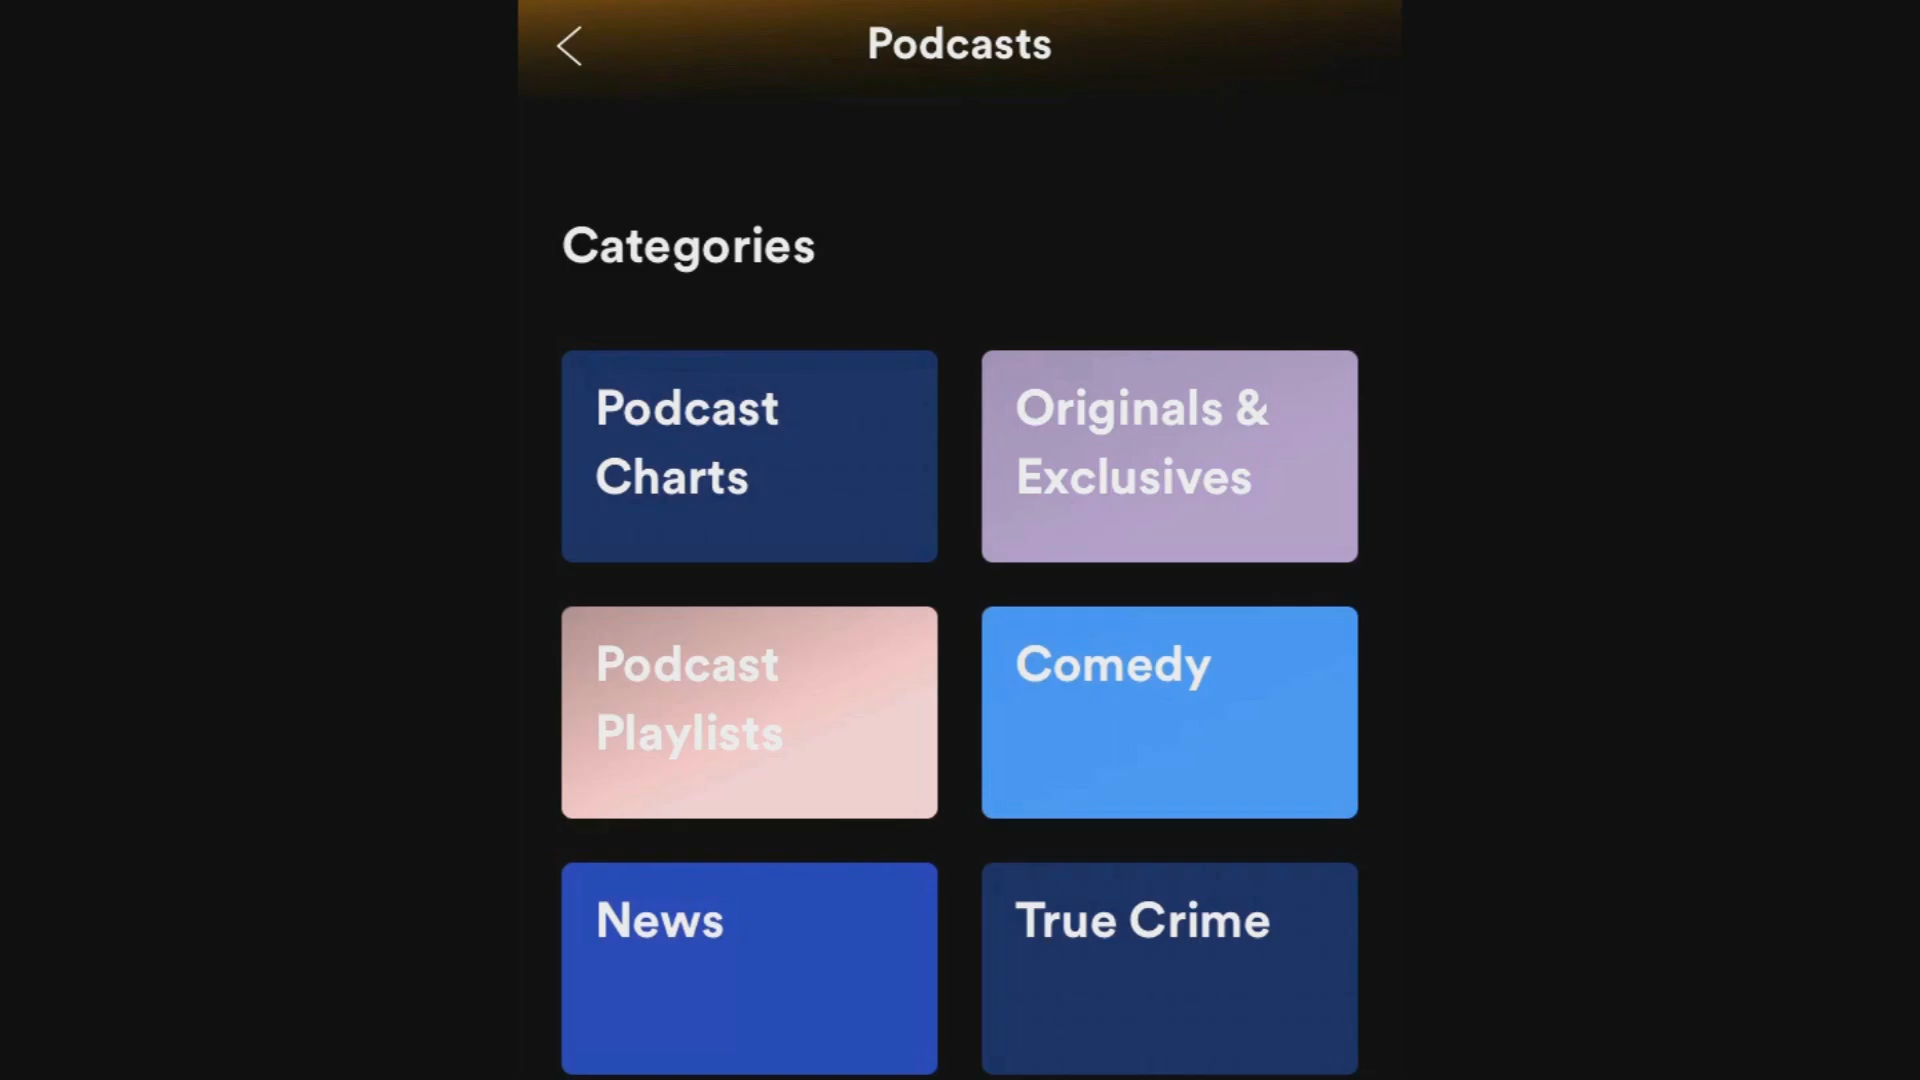 Podcasts
Categories
Podcast
Charts
Originals &
Exclusives
Podcast
Playlists
Comedy
News
True Crime